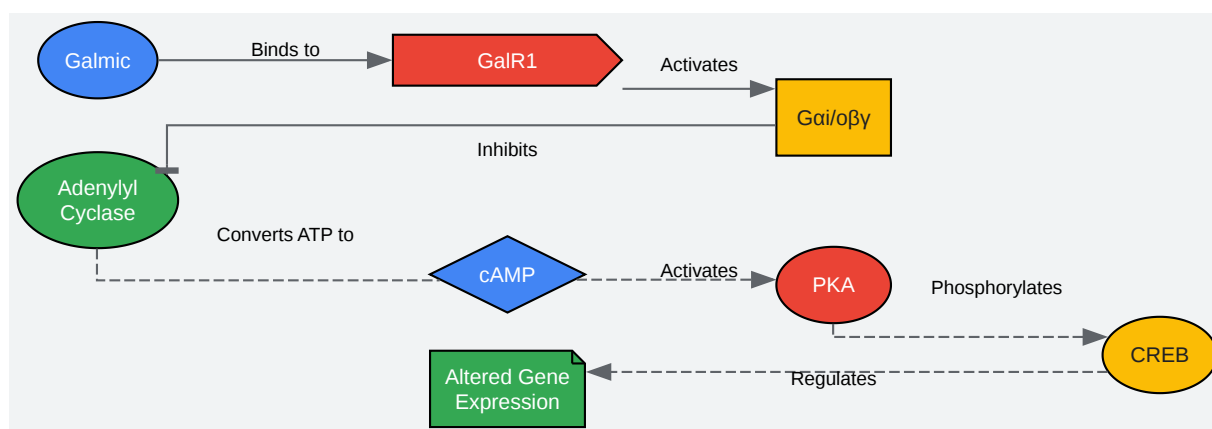 Galmic
Binds to
GalR1
Activates
Gαi/oβγ
Inhibits
Adenylyl
Cyclase
Converts ATP to
cAMP
Activates
PKA
Phosphorylates
CREB
Regulates
Altered Gene
Expression